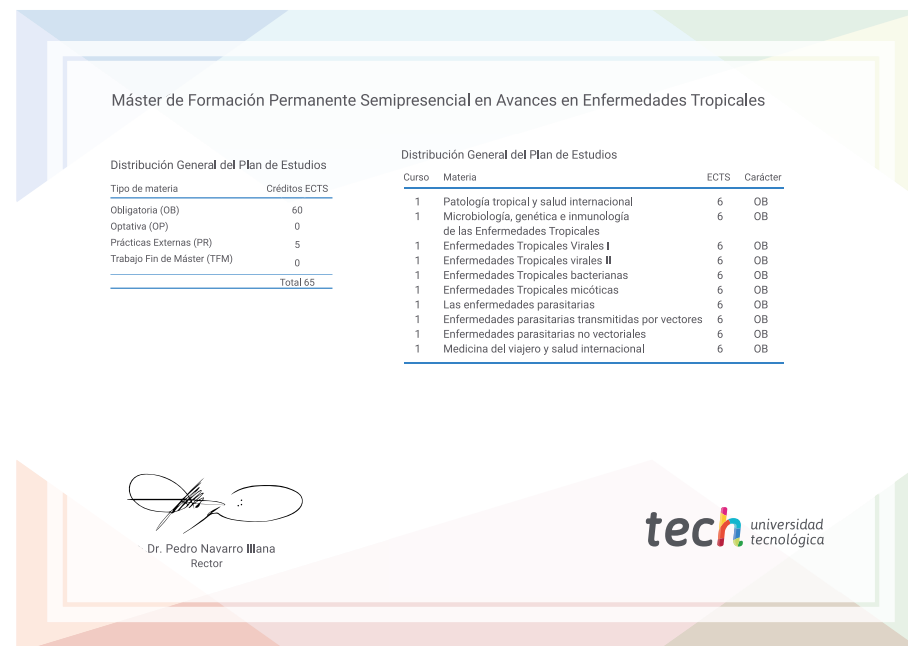 Máster de Formación Permanente Semipresencial en Avances en Enfermedades Tropicales
Distribución General del Plan de Estudios
Tipo de materia Créditos ECTS
Obligatoria (OB) 60
Optativa (OP) 0
Prácticas Externas (PR) 5
Trabajo Fin de Máster (TFM) 0
Total 65
Distribución General del Plan de Estudios
Curso Materia ECTS Carácter
1 Patología tropical y salud internacional 6 OB
1 Microbiología, genética e inmunología 6 OB
de las Enfermedades Tropicales
1 Enfermedades Tropicales Virales I 6 OB
1 Enfermedades Tropicales virales II 6 OB
1 Enfermedades Tropicales bacterianas 6 OB
1 Enfermedades Tropicales micóticas 6 OB
1 Las enfermedades parasitarias 6 OB
1 Enfermedades parasitarias transmitidas por vectores 6 OB
1 Enfermedades parasitarias no vectoriales 6 OB
1 Medicina del viajero y salud internacional 6 OB
Dr. Pedro Navarro Illana
Rector
tech universidad
tecnológica